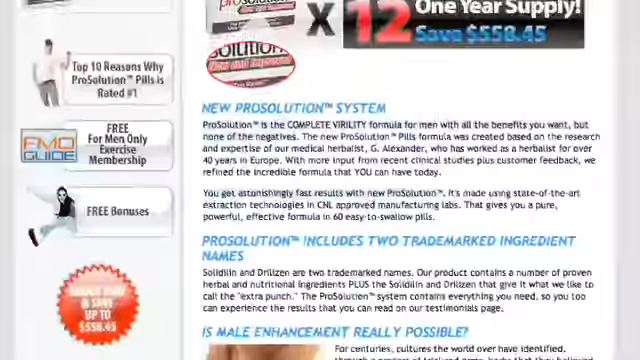 proSolution
X
12
One Year Supply!
Save $558.45
SOLUTION
New and Improved
Top 10 Reasons Why
ProSolution™ Pills is
Rated #1
FMO
GUIDE
FREE
For Men Only
Exercise
Membership
FREE Bonuses
& SAVE
UP TO
$558.45
NEW PROSOLUTION™ SYSTEM
ProSolution™ is the COMPLETE VIRILITY formula for men with all the benefits you want, but
none of the negatives. The new ProSolution™ Pills formula was created based on the research
and expertise of our medical herbalist, G. Alexander, who has worked as a herbalist for over
40 years in Europe. With more input from recent clinical studies plus customer feedback, we
refined the incredible formula that YOU can have today.
You get astonishingly fast results with new ProSolution™. It's made using state-of-the-art
extraction technologies in CNL approved manufacturing labs. That gives you a pure,
powerful, effective formula in 60 easy-to-swallow pills.
PROSOLUTION™ INCLUDES TWO TRADEMARKED INGREDIENT
NAMES
Solidilin and Drilizen are two trademarked names. Our product contains a number of proven
herbal and nutritional ingredients PLUS the Solidilin and Drilizen that give it what we like to
call the "extra punch." The ProSolution™ system contains everything you need, so you too
can experience the results that you can read on our testimonials page.
IS MALE ENHANCEMENT REALLY POSSIBLE?
For centuries, cultures the world over have identified,